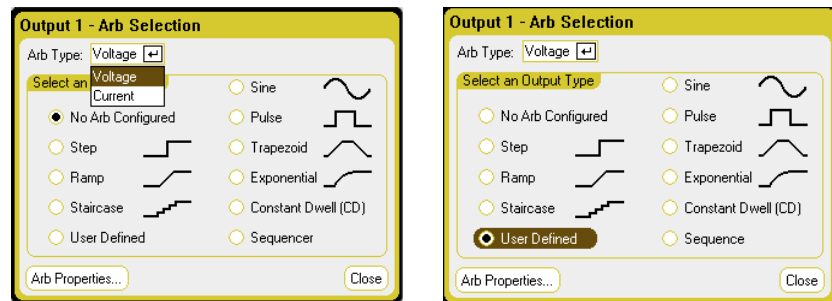 Output 1 - Arb Selection
Arb Type: Voltage
Voltage
Current
Select an
No Arb Configured
Step
Ramp
Staircase
User Defined
Sine
Pulse
Trapezoid
Exponential
Constant Dwell (CD)
Sequencer
Arb Properties...
Close
Output 1 - Arb Selection
Arb Type: Voltage
Select an Output Type
No Arb Configured
Step
Ramp
Staircase
User Defined
Sine
Pulse
Trapezoid
Exponential
Constant Dwell (CD)
Sequence
Arb Properties...
Close